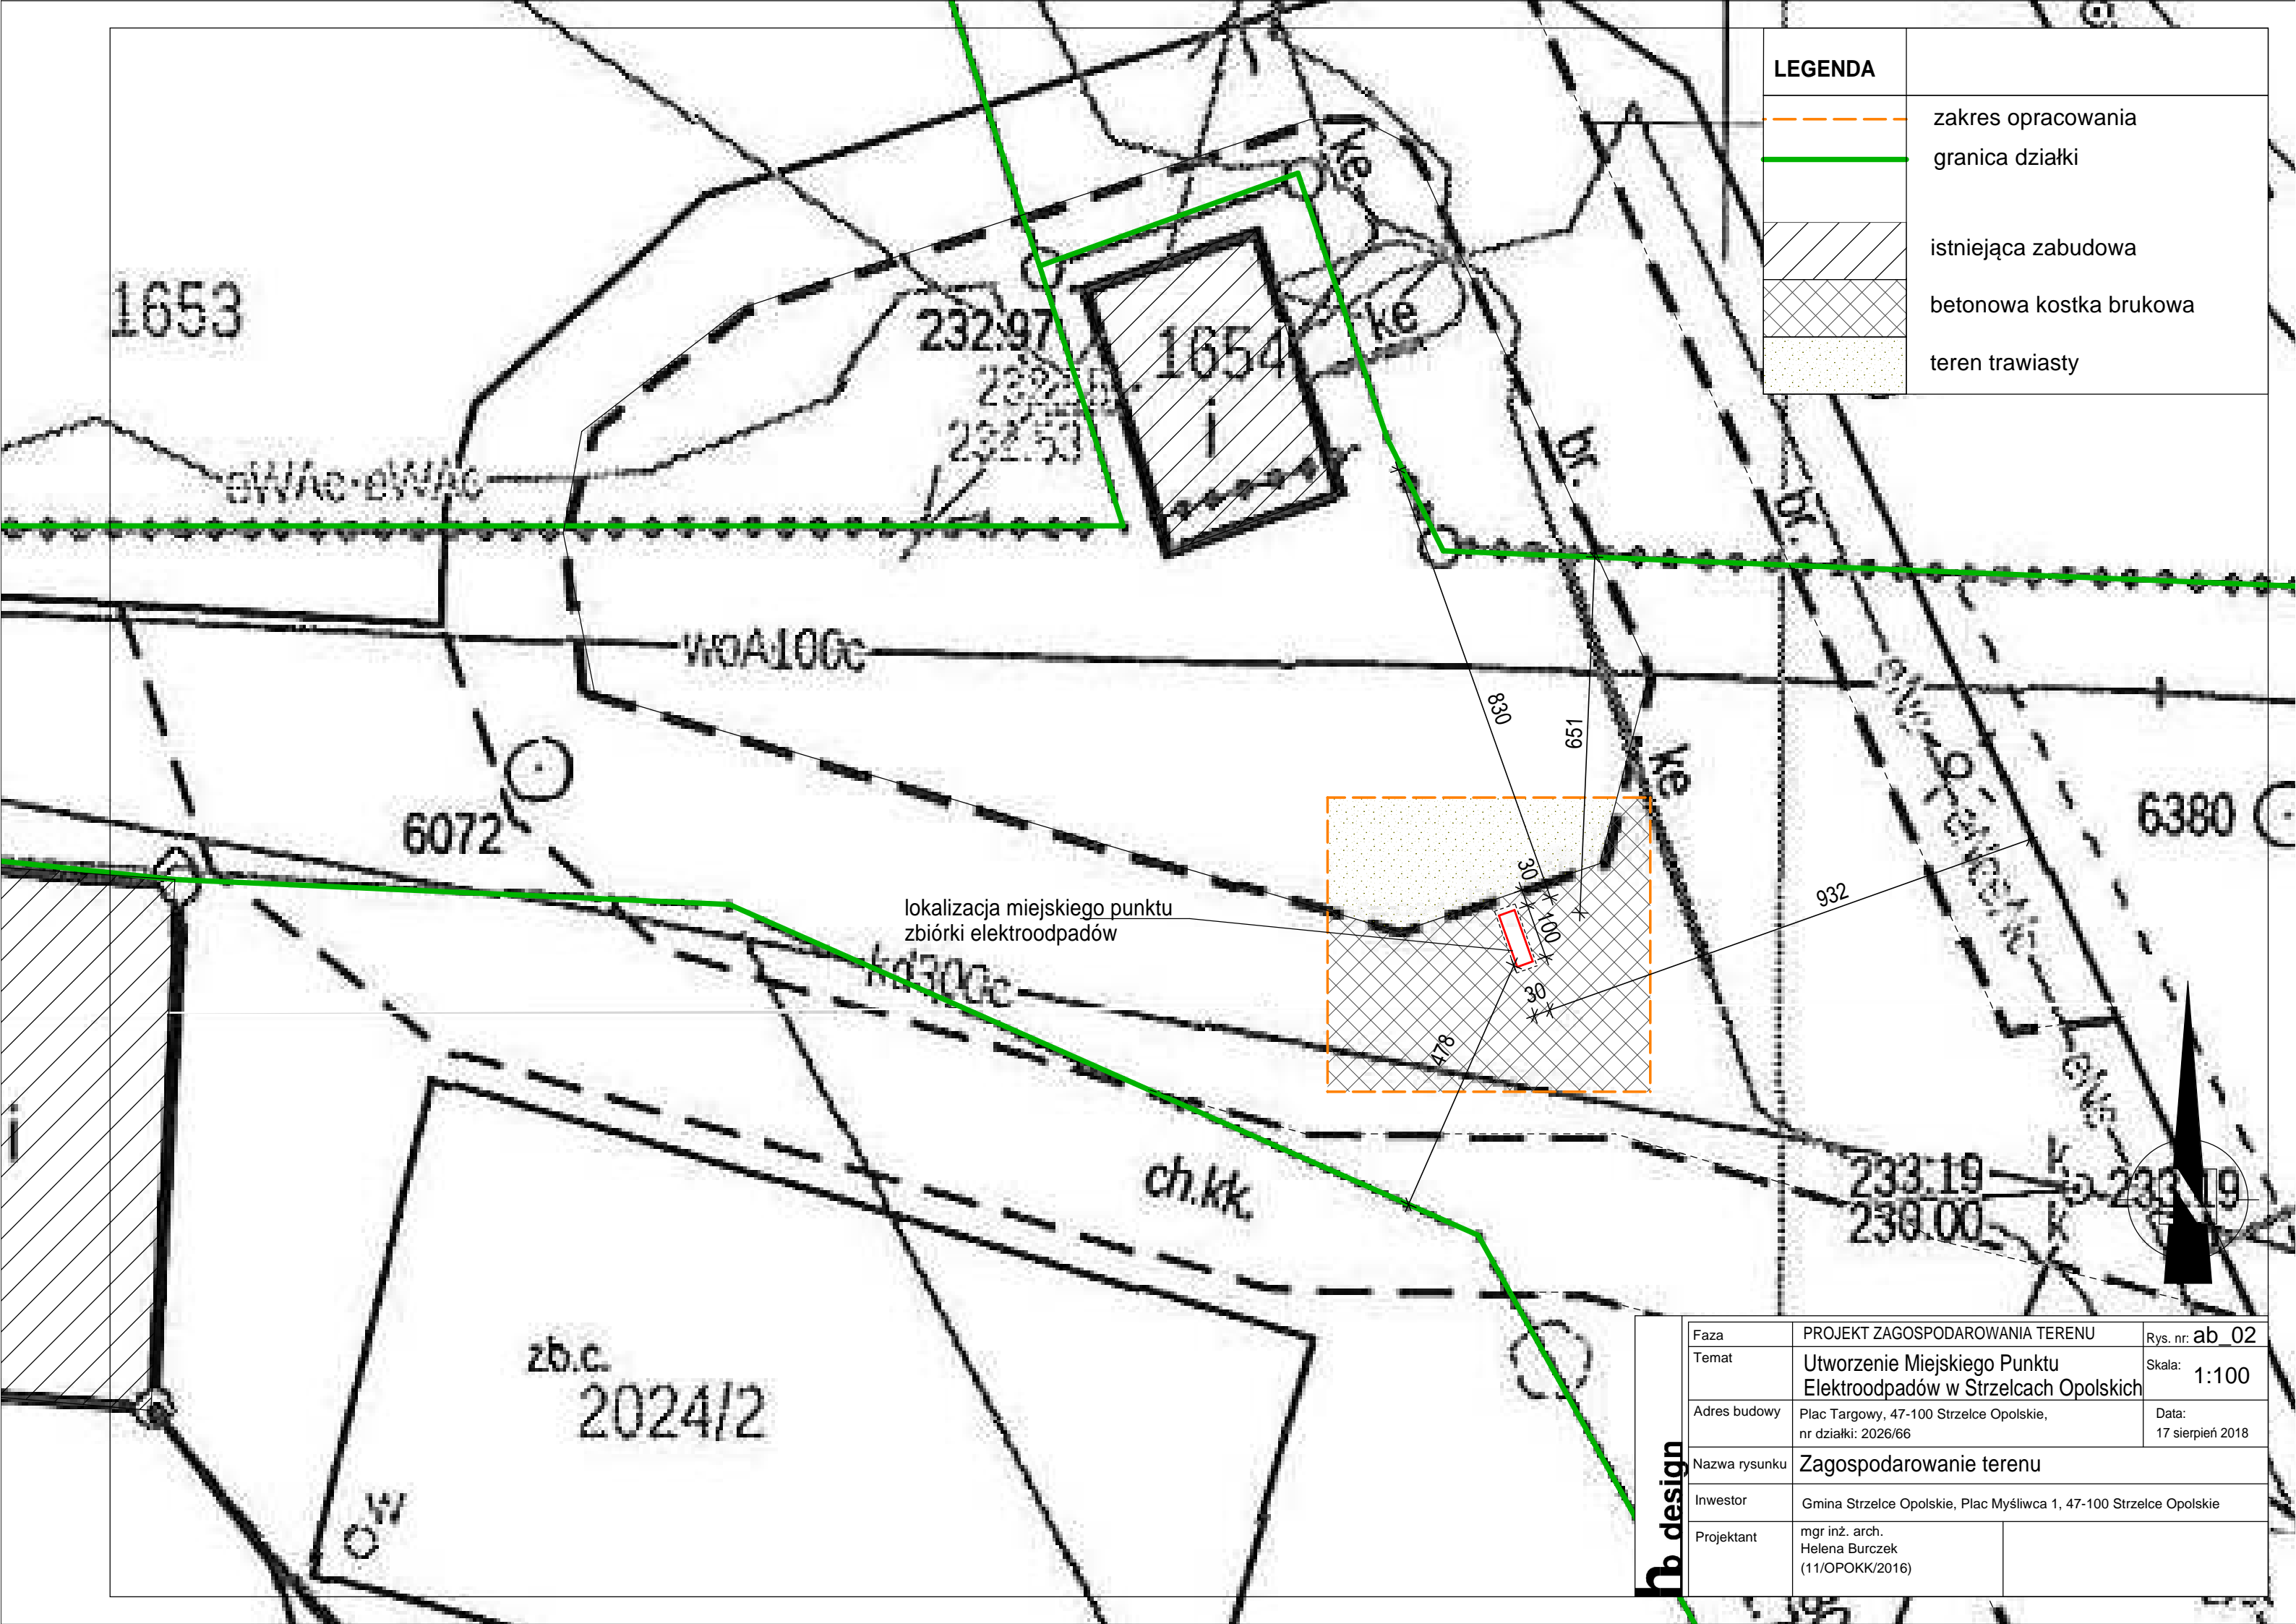 LEGENDA
zakres opracowania
granica działki
istniejąca zabudowa
betonowa kostka brukowa
teren trawiasty
ke
1653
232.97
1654
ke
i
232.53
br.
br.
eWAc-eWAc
woA100c
830
651
ke
6072
6380
30
100
932
lokalizacja miejskiego punktu
zbiórki elektroodpadów
kd300c
30
478
i
ch.kk.
233.19
k
233.19
230.00
k
zb.c.
2024/2
w
hb design
Faza
PROJEKT ZAGOSPODAROWANIA TERENU
Rys. nr: ab_02
Temat
Utworzenie Miejskiego Punktu
Elektroodpadów w Strzelcach Opolskich
Skala: 1:100
Adres budowy
Plac Targowy, 47-100 Strzelce Opolskie,
nr działki: 2026/66
Data:
17 sierpień 2018
Nazwa rysunku
Zagospodarowanie terenu
Inwestor
Gmina Strzelce Opolskie, Plac Myśliwca 1, 47-100 Strzelce Opolskie
Projektant
mgr inż. arch.
Helena Burczek
(11/OPOKK/2016)